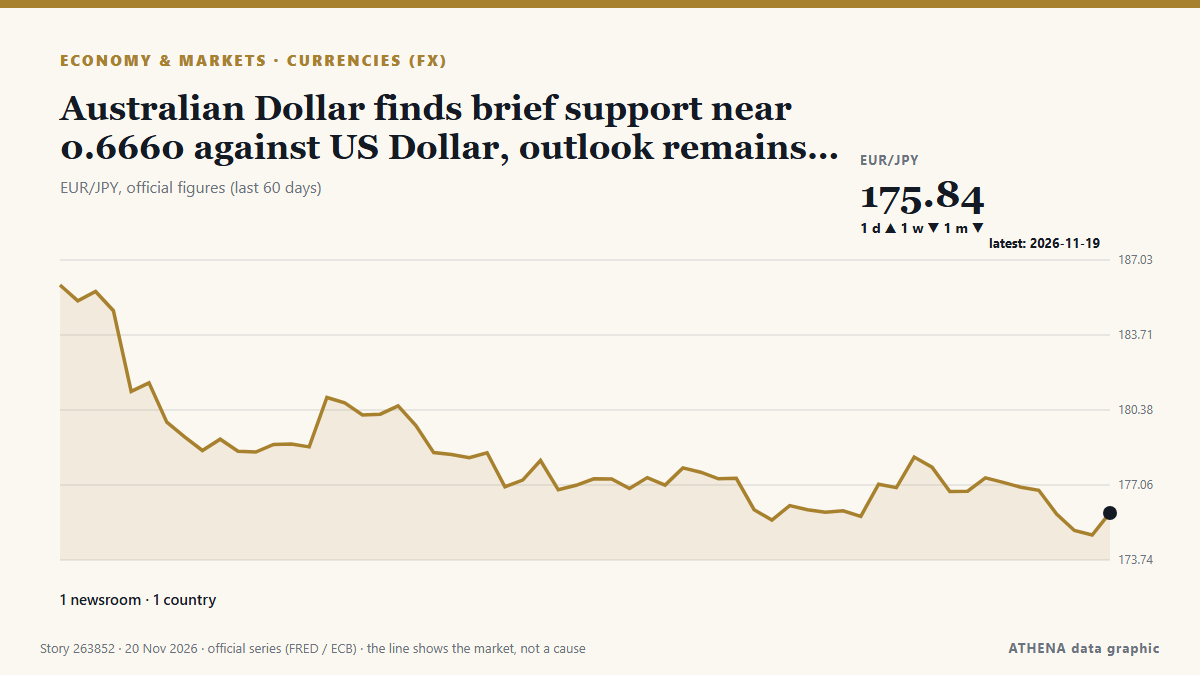 ECONOMY & MARKETS · CURRENCIES (FX)
Australian Dollar finds brief support near
0.6660 against US Dollar, outlook remains...
EUR/JPY, official figures (last 60 days)
EUR/JPY
175.84
1 d ▲ 1 w ▼ 1 m ▼
latest: 2026-11-19
187.03
183.71
180.38
177.06
173.74
1 newsroom · 1 country
Story 263852 · 20 Nov 2026 · official series (FRED / ECB) · the line shows the market, not a cause
ATHENA data graphic